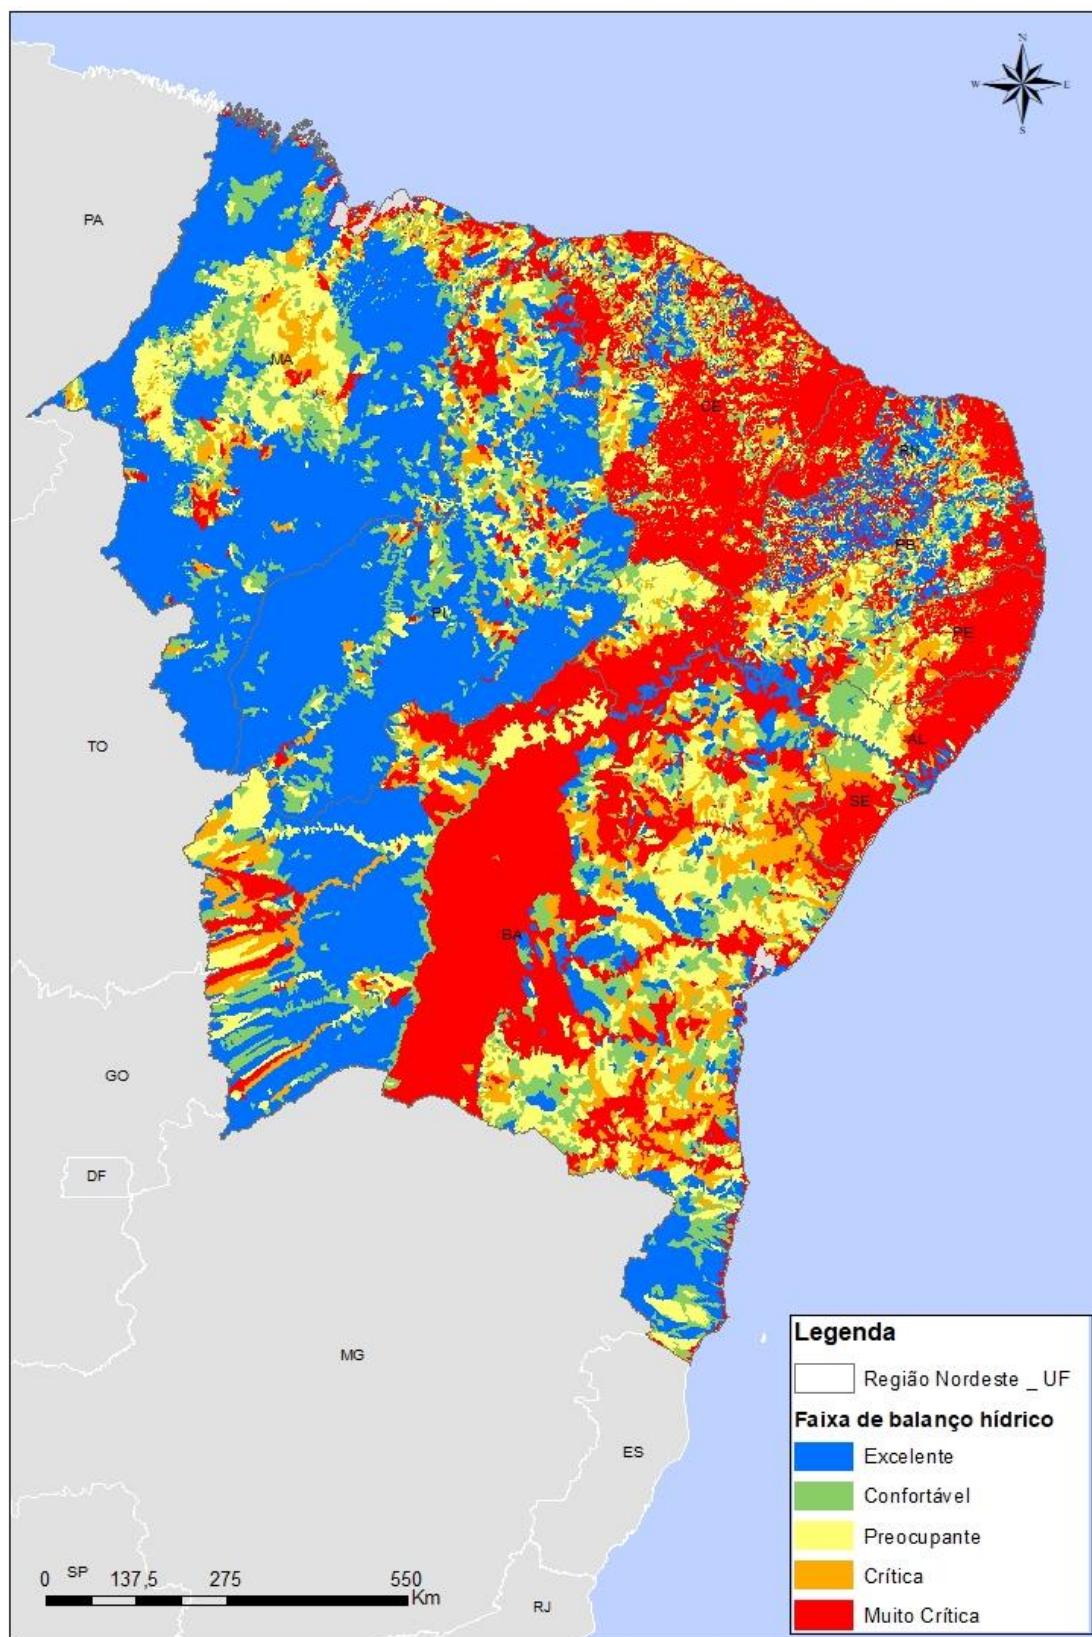 N
W E
S
PA
MA
CE
RN
PB
PI
PE
TO
AL
SE
BA
GO
DF
MG
ES
SP
RJ
0 137,5 275 550
Km
Legenda
Região Nordeste _ UF
Faixa de balanço hídrico
Excelente
Confortável
Preocupante
Crítica
Muito Crítica